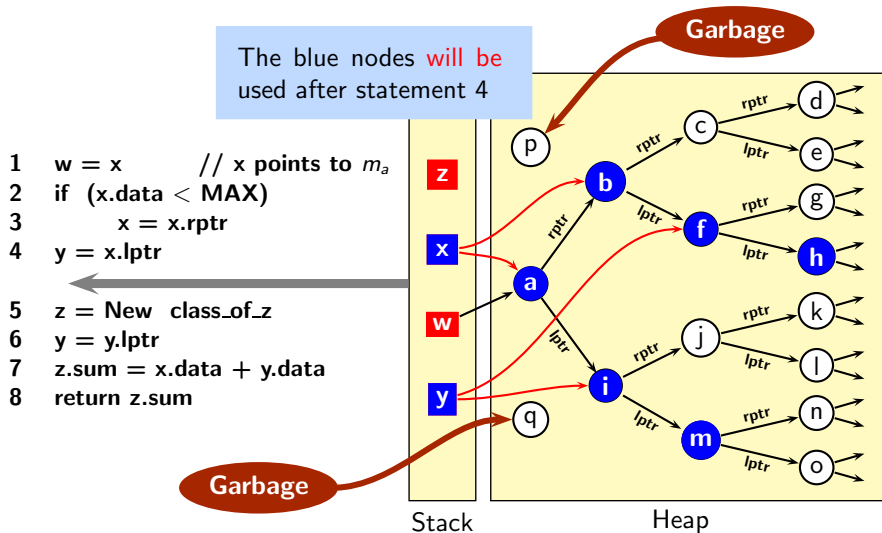 Garbage
The blue nodes will be
used after statement 4
1 w = x // x points to m_a
2 if (x.data < MAX)
3 x = x.rptr
4 y = x.lptr
5 z = New class_of_z
6 y = y.lptr
7 z.sum = x.data + y.data
8 return z.sum
z
x
w
y
p
q
a
b
c
d
e
f
g
h
i
j
k
l
m
n
o
rptr
lptr
rptr
lptr
rptr
lptr
rptr
lptr
rptr
lptr
rptr
lptr
rptr
lptr
Garbage
Stack
Heap